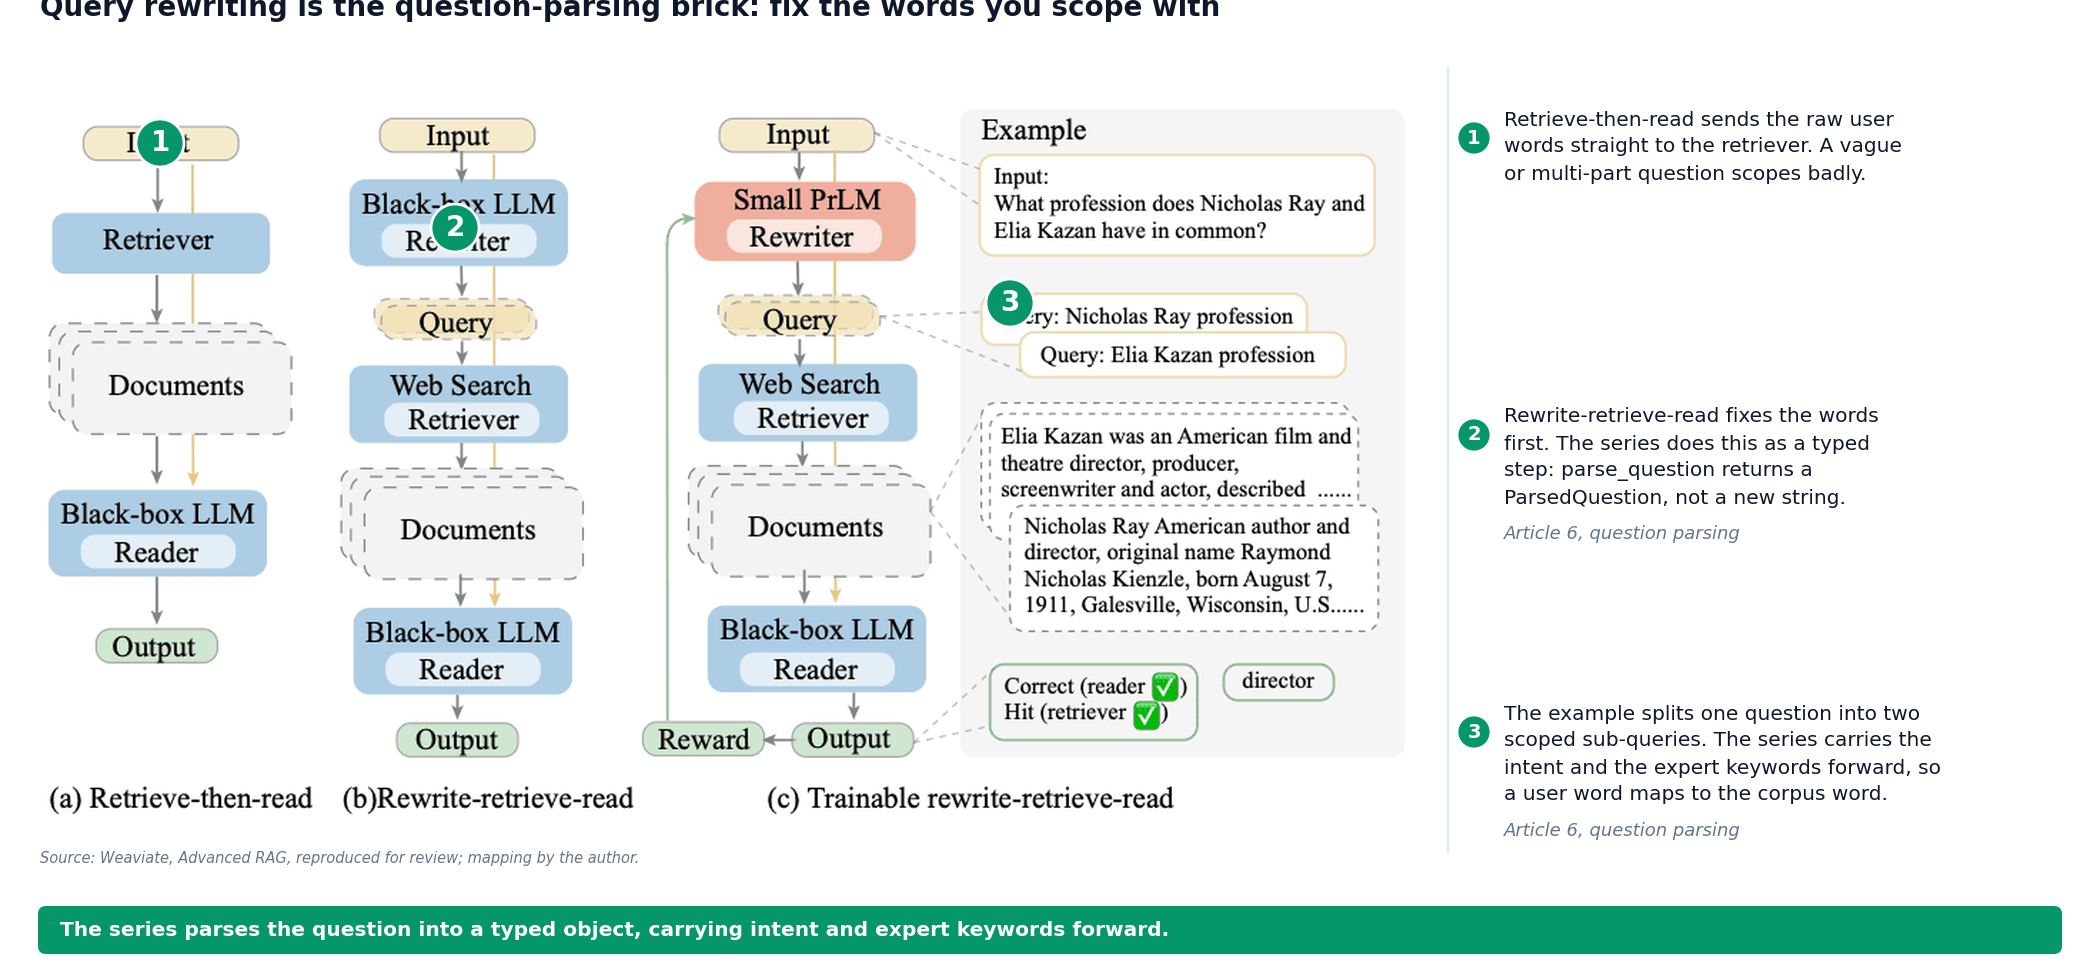 Query rewriting is the question-parsing brick: fix the words you scope with
1
Retriever
Documents
Black-box LLM
Reader
Output
(a) Retrieve-then-read
Input
Black-box LLM
2
Query
Web Search
Retriever
Documents
Black-box LLM
Reader
Output
(b)Rewrite-retrieve-read
Input
Small PrLM
Rewriter
Query
Web Search
Retriever
Documents
Black-box LLM
Reader
Reward
Output
(c) Trainable rewrite-retrieve-read
Example
Input:
What profession does Nicholas Ray and
Elia Kazan have in common?
3
Nicholas Ray profession
Query: Elia Kazan profession
Elia Kazan was an American film and
theatre director, producer,
screenwriter and actor, described ......
Nicholas Ray American author and
director, original name Raymond
Nicholas Kienzle, born August 7,
1911, Galesville, Wisconsin, U.S......
Correct (reader ✅)
Hit (retriever ✅)
director
1
Retrieve-then-read sends the raw user
words straight to the retriever. A vague
or multi-part question scopes badly.
2
Rewrite-retrieve-read fixes the words
first. The series does this as a typed
step: parse_question returns a
ParsedQuestion, not a new string.
Article 6, question parsing
3
The example splits one question into two
scoped sub-queries. The series carries the
intent and the expert keywords forward, so
a user word maps to the corpus word.
Article 6, question parsing
Source: Weaviate, Advanced RAG, reproduced for review; mapping by the author.
The series parses the question into a typed object, carrying intent and expert keywords forward.